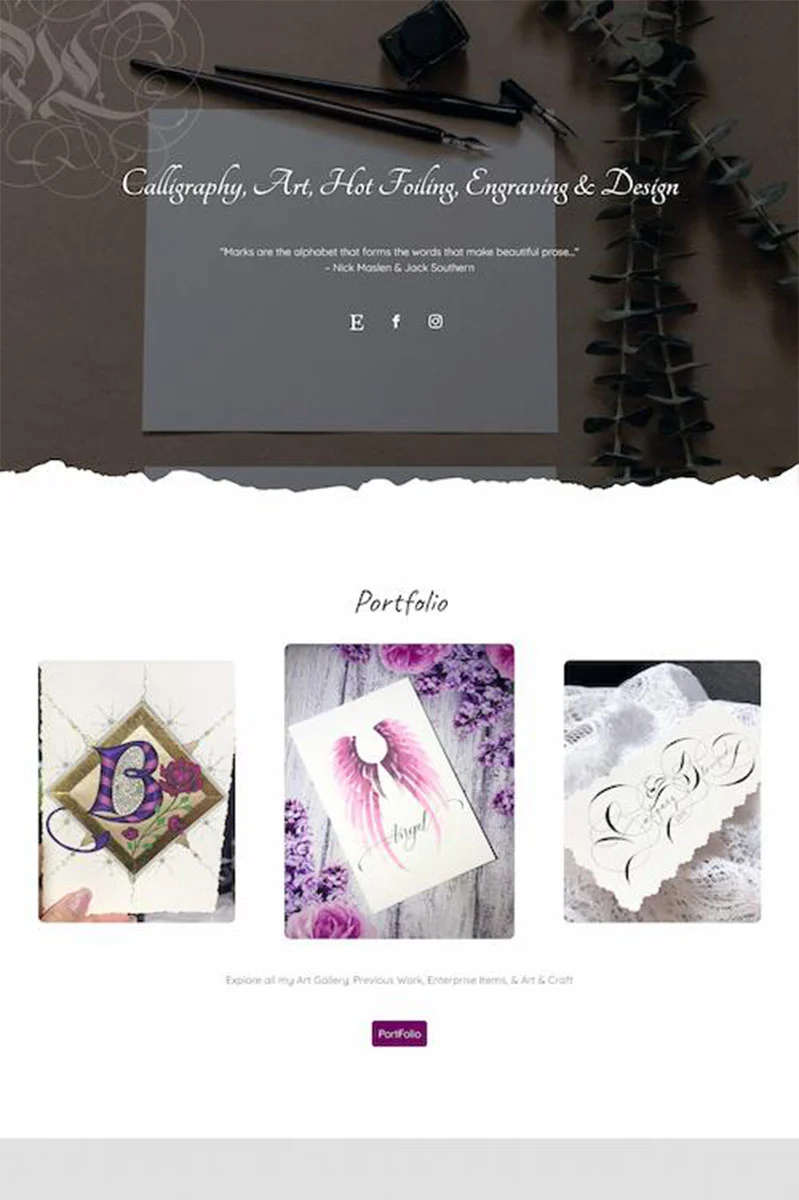 Calligraphy, Art, Hot Foiling, Engraving & Design
"Marks are the alphabet that forms the words that make beautiful prose..."
– Nick Maslen & Jack Southern
E
f
Portfolio
B
Angel
Explore all my Art Gallery, Previous Work, Enterprise Items, & Art & Craft
PortFolio